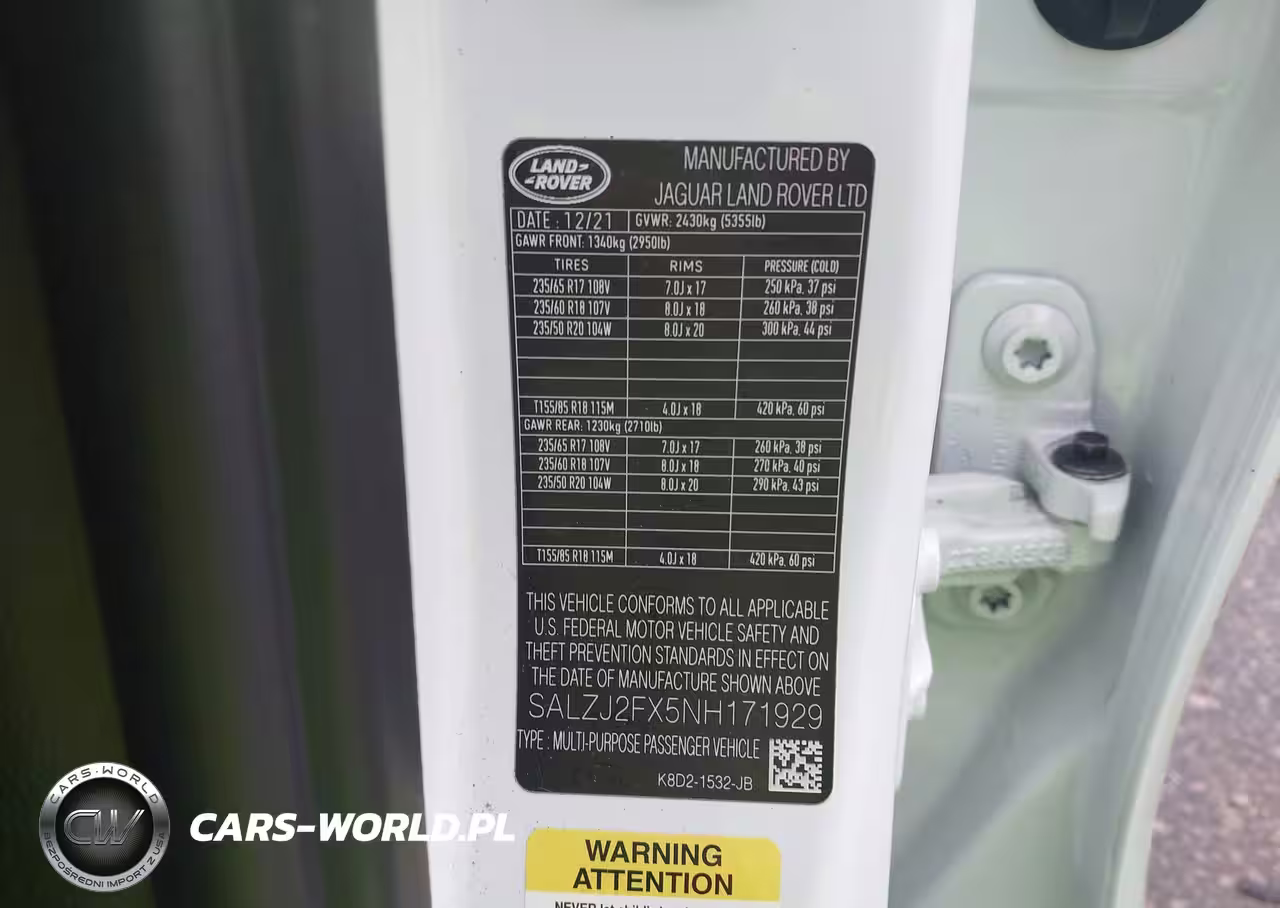 LAND ROVER
MANUFACTURED BY
JAGUAR LAND ROVER LTD
DATE : 12/21 GVWR: 2430kg (5355lb)
GAWR FRONT: 1340kg (2950lb)
TIRES RIMS PRESSURE (COLD)
235/65 R17 108V 7.0J x 17 250 kPa, 37 psi
235/60 R18 107V 8.0J x 18 260 kPa, 38 psi
235/50 R20 104W 8.0J x 20 300 kPa, 44 psi
T155/85 R18 115M 4.0J x 18 420 kPa, 60 psi
GAWR REAR: 1230kg (2710lb)
235/65 R17 108V 7.0J x 17 260 kPa, 38 psi
235/60 R18 107V 8.0J x 18 270 kPa, 40 psi
235/50 R20 104W 8.0J x 20 290 kPa, 43 psi
T155/85 R18 115M 4.0J x 18 420 kPa, 60 psi
THIS VEHICLE CONFORMS TO ALL APPLICABLE
U.S. FEDERAL MOTOR VEHICLE SAFETY AND
THEFT PREVENTION STANDARDS IN EFFECT ON
THE DATE OF MANUFACTURE SHOWN ABOVE
SALZJ2FX5NH171929
TYPE : MULTI-PURPOSE PASSENGER VEHICLE
K8D2-1532-JB
WARNING
ATTENTION
NEVER
CARS-WORLD
CW
BEZPOŚREDNI IMPORT Z USA
CARS-WORLD.PL